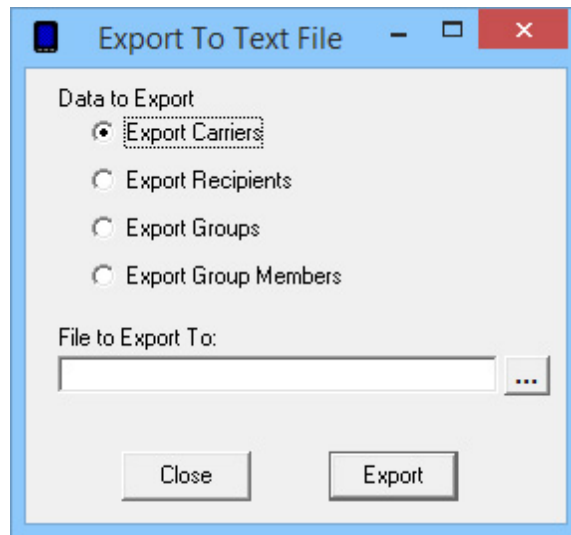 Export To Text File
Data to Export
Export Carriers
Export Recipients
Export Groups
Export Group Members
File to Export To:
...
Close Export